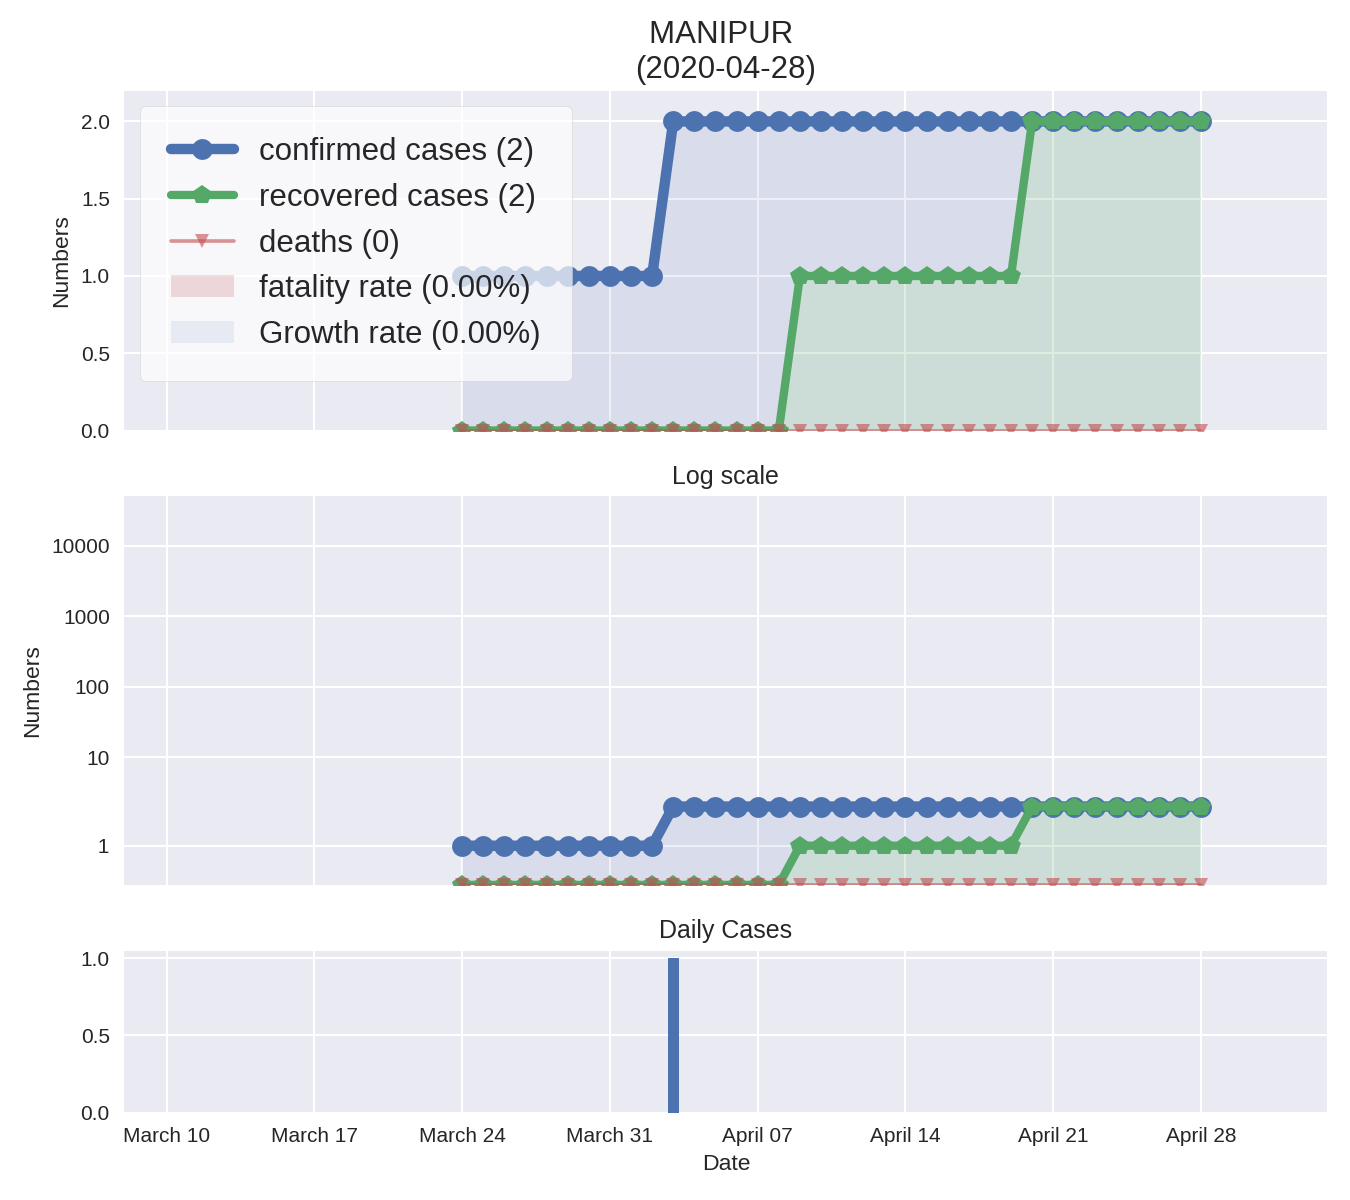 MANIPUR
(2020-04-28)
2.0
1.5
1.0
0.5
0.0
Numbers
confirmed cases (2)
recovered cases (2)
deaths (0)
fatality rate (0.00%)
Growth rate (0.00%)
Log scale
10000
1000
100
10
1
Numbers
Daily Cases
1.0
0.5
0.0
March 10 March 17 March 24 March 31 April 07 April 14 April 21 April 28
Date